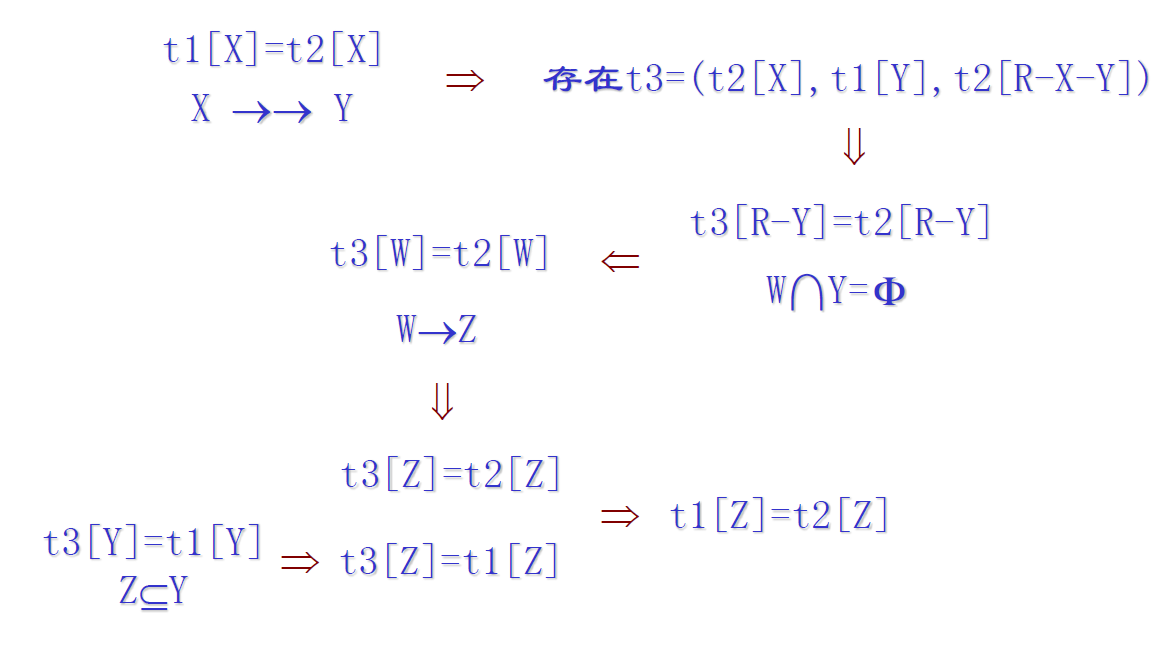 t1[X]=t2[X]
X →→ Y
⇒
存在t3=(t2[X],t1[Y],t2[R-X-Y])
⇓
t3[R-Y]=t2[R-Y]
W∩Y=Φ
⇐
t3[W]=t2[W]
W→Z
⇓
t3[Z]=t2[Z]
t3[Y]=t1[Y]
Z⊆Y
⇒
t3[Z]=t1[Z]
⇒
t1[Z]=t2[Z]